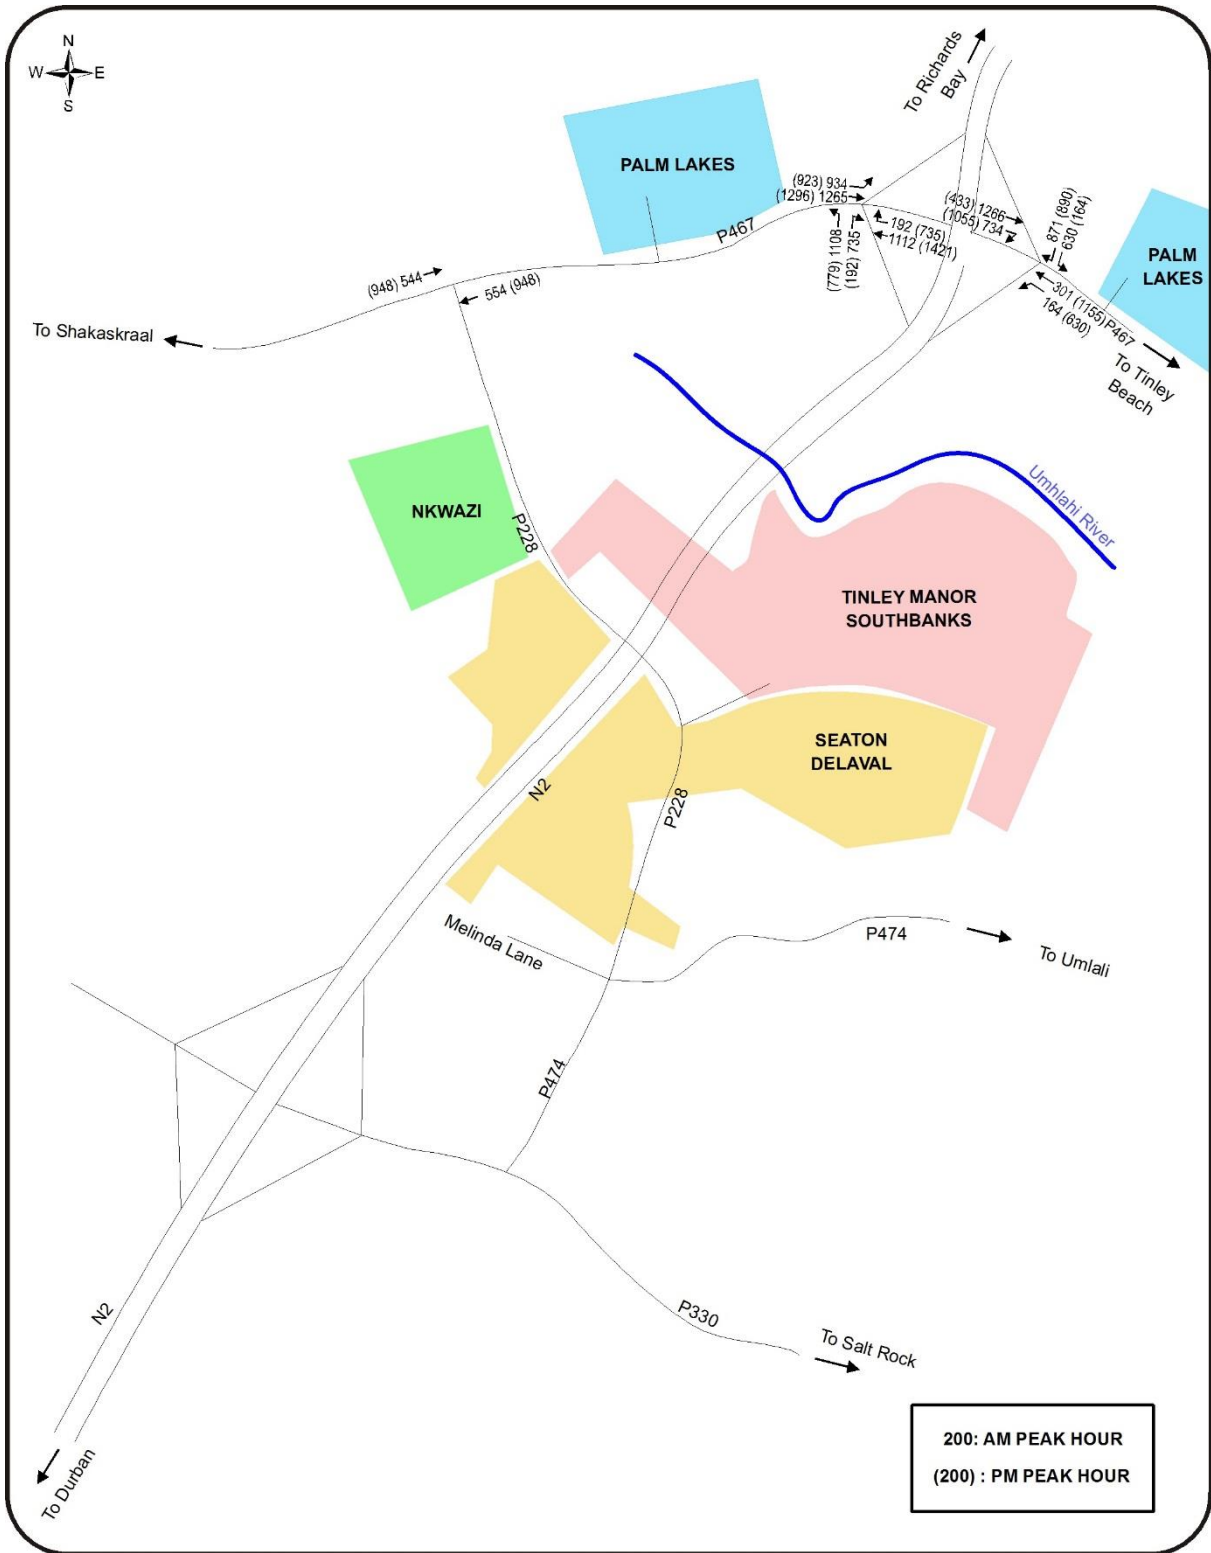 N
W E
S
To Richards
Bay
PALM LAKES
(923) 934
(1296) 1265
P467
(779) 1108
(192) 735
192 (735)
1112 (1421)
(433) 1266
(1055) 734
871 (890)
630 (164)
PALM
LAKES
(948) 544
554 (948)
301 (1155)
164 (630)
P467
To Shakaskraal
To Tinley
Beach
NKWAZI
P228
Umhlahi River
TINLEY MANOR
SOUTHBANKS
SEATON
DELAVAL
N2
P228
Melinda Lane
P474
To Umlali
P474
N2
P330
To Salt Rock
To Durban
200: AM PEAK HOUR
(200) : PM PEAK HOUR